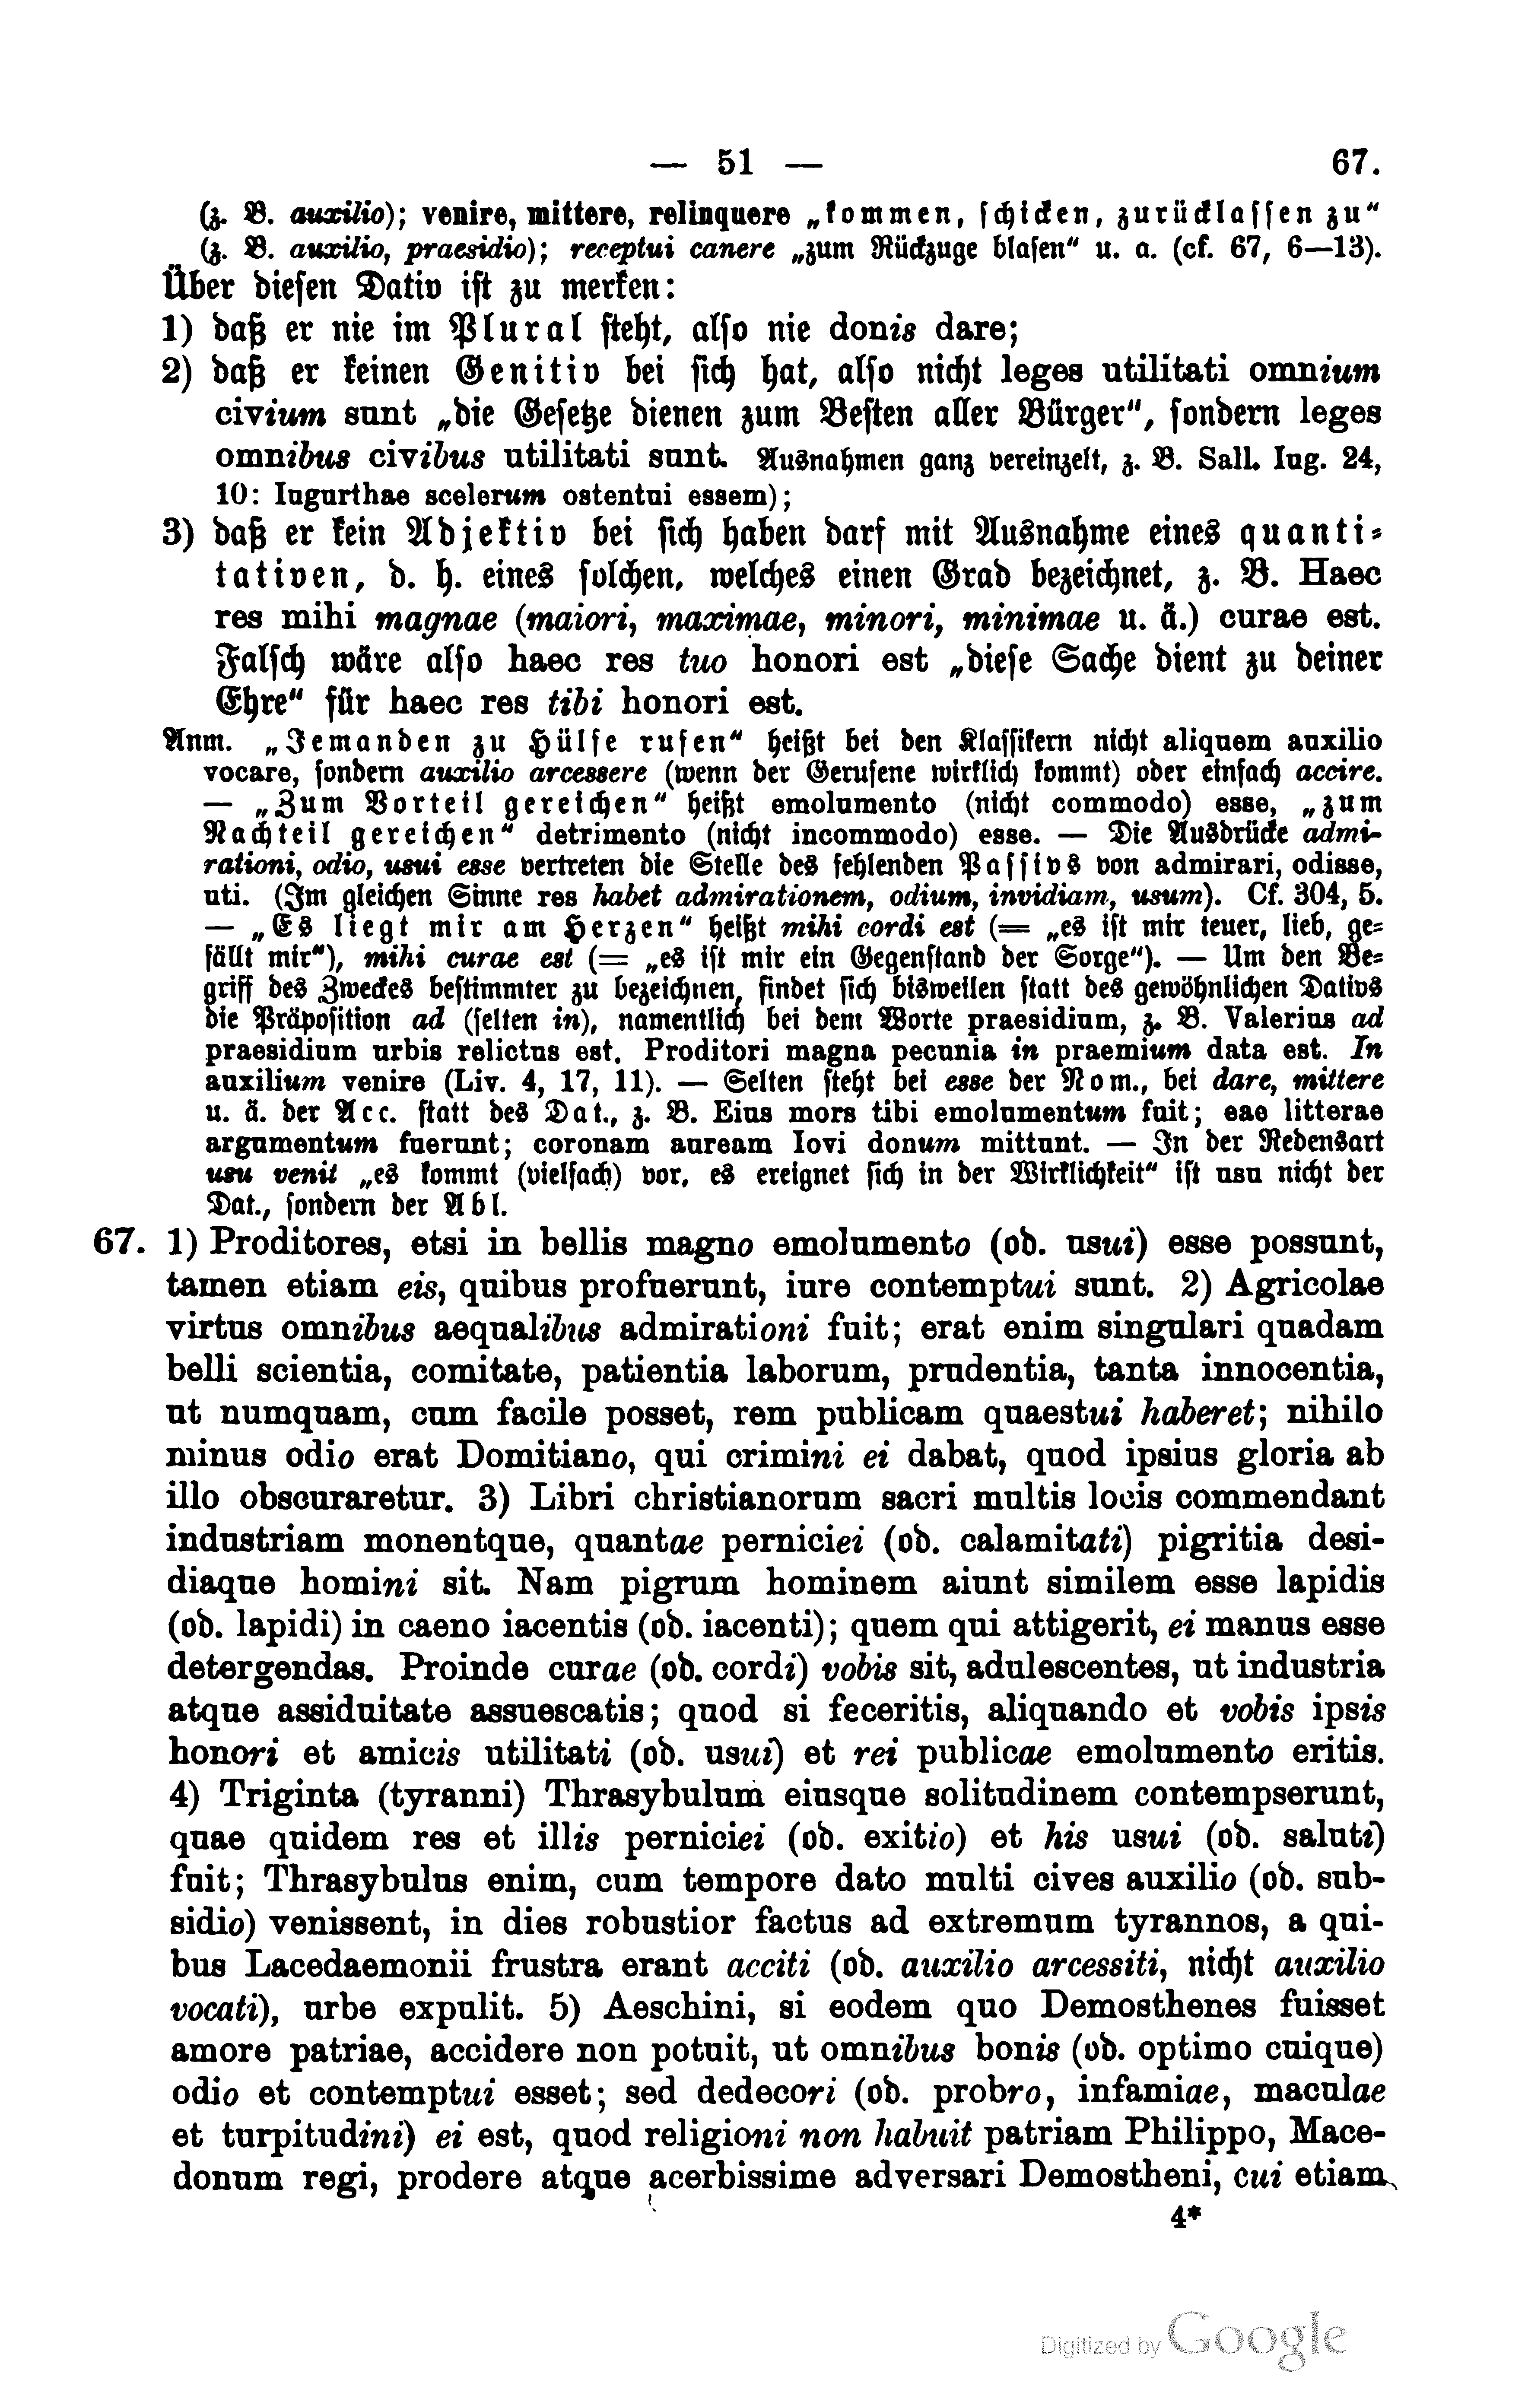 — 51 — 67.
(z. B. auxilio); venire, mittere, relinquere „kommen, schicken, zurücklassen zu“
(z. B. auxilio, praesidio); receptui canere „zum Rückzuge blasen“ u. a. (cf. 67, 6—13).
Über diesen Dativ ist zu merken:
1) daß er nie im Plural steht, also nie donis dare;
2) daß er keinen Genitiv bei sich hat, also nicht leges utilitati omnium
civium sunt „die Gesetze dienen zum Besten aller Bürger“, sondern leges
omnibus civibus utilitati sunt. Ausnahmen ganz vereinzelt, z. B. Sall. Iug. 24,
10: Iugurthae scelerum ostentui essem);
3) daß er kein Adjektiv bei sich haben darf mit Ausnahme eines quanti-
tativen, d. h. eines solchen, welches einen Grad bezeichnet, z. B. Haec
res mihi magnae (maiori, maximae, minori, minimae u. ä.) curae est.
Falsch wäre also haec res tuo honori est „diese Sache dient zu deiner
Ehre“ für haec res tibi honori est.
Anm. „Jemanden zu Hülfe rufen“ heißt bei den Klassikern nicht aliquem auxilio
vocare, sondern auxilio arcessere (wenn der Gerufene wirklich kommt) oder einfach accire.
— „Zum Vorteil gereichen“ heißt emolumento (nicht commodo) esse, „zum
Nachteil gereichen“ detrimento (nicht incommodo) esse. — Die Ausdrücke admi-
rationi, odio, usui esse vertreten die Stelle des fehlenden Passivs von admirari, odisse,
uti. (Im gleichen Sinne res habet admirationem, odium, invidiam, usum). Cf. 304, 5.
— „Es liegt mir am Herzen“ heißt mihi cordi est (= „es ist mir teuer, lieb, ge-
fällt mir“), mihi curae est (= „es ist mir ein Gegenstand der Sorge“). — Um den Be-
griff des Zweckes bestimmter zu bezeichnen, findet sich bisweilen statt des gewöhnlichen Dativs
die Präposition ad (selten in), namentlich bei dem Worte praesidium, z. B. Valerius ad
praesidium urbis relictus est. Proditori magna pecunia in praemium data est. In
auxilium venire (Liv. 4, 17, 11). — Selten steht bei esse der Nom., bei dare, mittere
u. ä. der Acc. statt des Dat., z. B. Eius mors tibi emolumentum fuit; eae litterae
argumentum fuerunt; coronam auream Iovi donum mittunt. — In der Redensart
usu venit „es kommt (vielfach) vor, es ereignet sich in der Wirklichkeit“ ist usu nicht der
Dat., sondern der Abl.
67. 1) Proditores, etsi in bellis magno emolumento (od. usui) esse possunt,
tamen etiam eis, quibus profuerunt, iure contemptui sunt. 2) Agricolae
virtus omnibus aequalibus admirationi fuit; erat enim singulari quadam
belli scientia, comitate, patientia laborum, prudentia, tanta innocentia,
ut numquam, cum facile posset, rem publicam quaestui haberet; nihilo
minus odio erat Domitiano, qui crimini ei dabat, quod ipsius gloria ab
illo obscuraretur. 3) Libri christianorum sacri multis locis commendant
industriam monentque, quantae perniciei (od. calamitati) pigritia desi-
diaque homini sit. Nam pigrum hominem aiunt similem esse lapidis
(od. lapidi) in caeno iacentis (od. iacenti); quem qui attigerit, ei manus esse
detergendas. Proinde curae (od. cordi) vobis sit, adulescentes, ut industria
atque assiduitate assuescatis; quod si feceritis, aliquando et vobis ipsis
honori et amicis utilitati (od. usui) et rei publicae emolumento eritis.
4) Triginta (tyranni) Thrasybulum eiusque solitudinem contempserunt,
quae quidem res et illis perniciei (od. exitio) et his usui (od. saluti)
fuit; Thrasybulus enim, cum tempore dato multi cives auxilio (od. sub-
sidio) venissent, in dies robustior factus ad extremum tyrannos, a qui-
bus Lacedaemonii frustra erant acciti (od. auxilio arcessiti, nicht auxilio
vocati), urbe expulit. 5) Aeschini, si eodem quo Demosthenes fuisset
amore patriae, accidere non potuit, ut omnibus bonis (od. optimo cuique)
odio et contemptui esset; sed dedecori (od. probro, infamiae, maculae
et turpitudini) ei est, quod religioni non habuit patriam Philippo, Mace-
donum regi, prodere atque acerbissime adversari Demostheni, cui etiam
4*
Digitized by Google